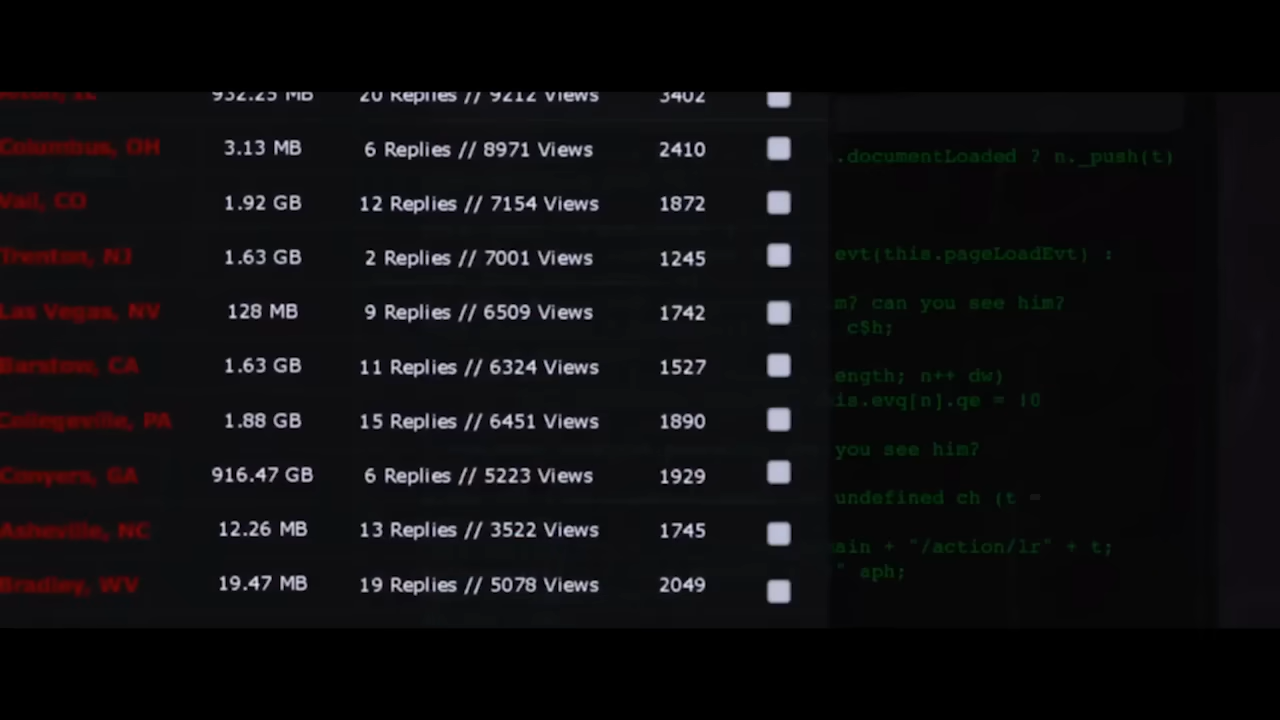 932.25 MB 20 Replies // 9212 Views 3402
Columbus, OH 3.13 MB 6 Replies // 8971 Views 2410
.documentLoaded ? n._push(t)
Vail, CO 1.92 GB 12 Replies // 7154 Views 1872
Trenton, NJ 1.63 GB 2 Replies // 7001 Views 1245
evt(this.pageLoadEvt) :
Las Vegas, NV 128 MB 9 Replies // 6509 Views 1742
m? can you see him?
c$h;
Barstow, CA 1.63 GB 11 Replies // 6324 Views 1527
ength; n++ dw)
is.evq[n].qe = !0
Collegeville, PA 1.88 GB 15 Replies // 6451 Views 1890
you see him?
Conyers, GA 916.47 GB 6 Replies // 5223 Views 1929
undefined ch (t =
Asheville, NC 12.26 MB 13 Replies // 3522 Views 1745
ain + "/action/lr" + t;
" aph;
Bradley, WV 19.47 MB 19 Replies // 5078 Views 2049